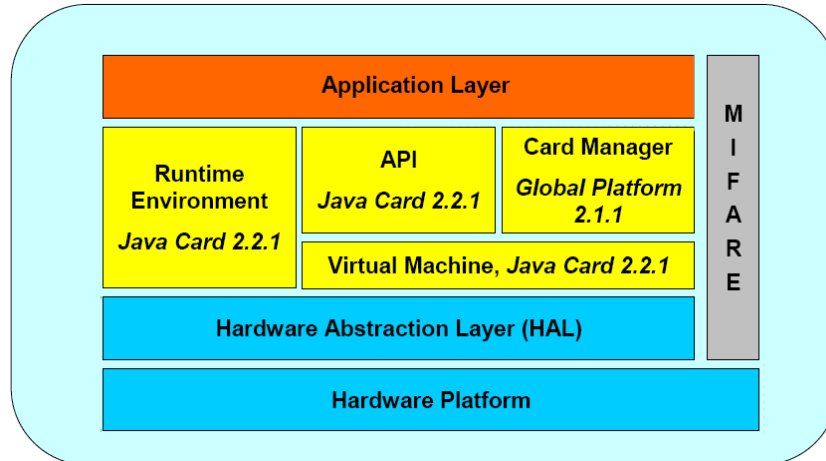 Application Layer
Runtime
Environment
Java Card 2.2.1
API
Java Card 2.2.1
Card Manager
Global Platform
2.1.1
Virtual Machine, Java Card 2.2.1
Hardware Abstraction Layer (HAL)
Hardware Platform
M
I
F
A
R
E